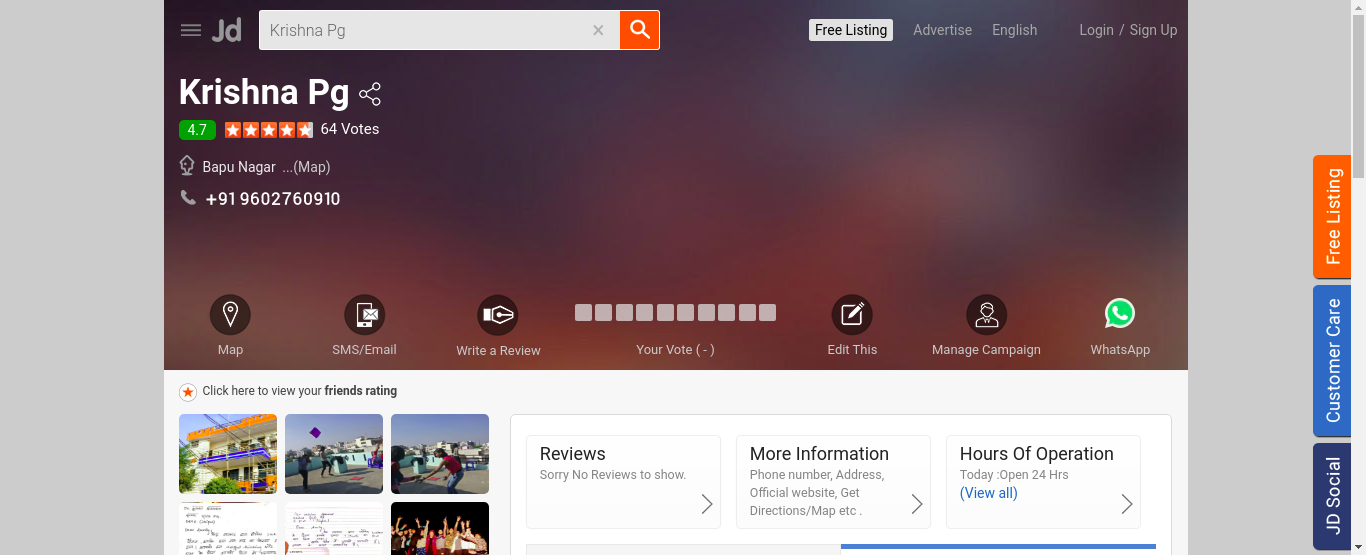 Jd
Krishna Pg
Free Listing
Advertise
English
Login / Sign Up
Krishna Pg
4.7
64 Votes
Bapu Nagar ...(Map)
+91 9602760910
Map
SMS/Email
Write a Review
Your Vote ( - )
Edit This
Manage Campaign
WhatsApp
Click here to view your friends rating
Reviews
Sorry No Reviews to show.
More Information
Phone number, Address,
Official website, Get
Directions/Map etc .
Hours Of Operation
Today :Open 24 Hrs
(View all)
Free Listing
Customer Care
JD Social